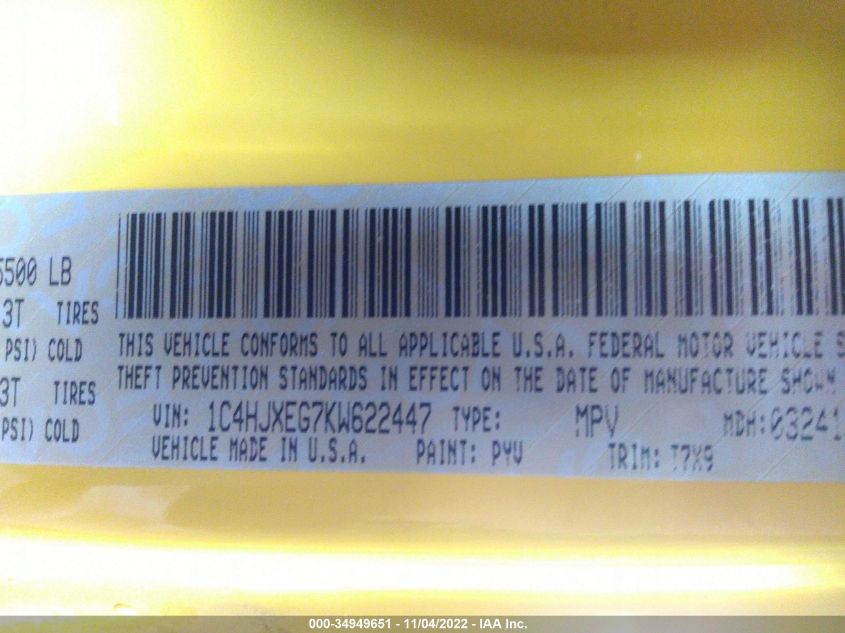 5500 LB
3T TIRES
PSI) COLD
3T TIRES
PSI) COLD
THIS VEHICLE CONFORMS TO ALL APPLICABLE U.S.A. FEDERAL MOTOR VEHICLE S
THEFT PREVENTION STANDARDS IN EFFECT ON THE DATE OF MANUFACTURE SHOWN
VIN: 1C4HJXEG7KW622447 TYPE: MPV MDH: 03241
VEHICLE MADE IN U.S.A. PAINT: PYV TRIM: T7X9
000-34949651 - 11/04/2022 - IAA Inc.